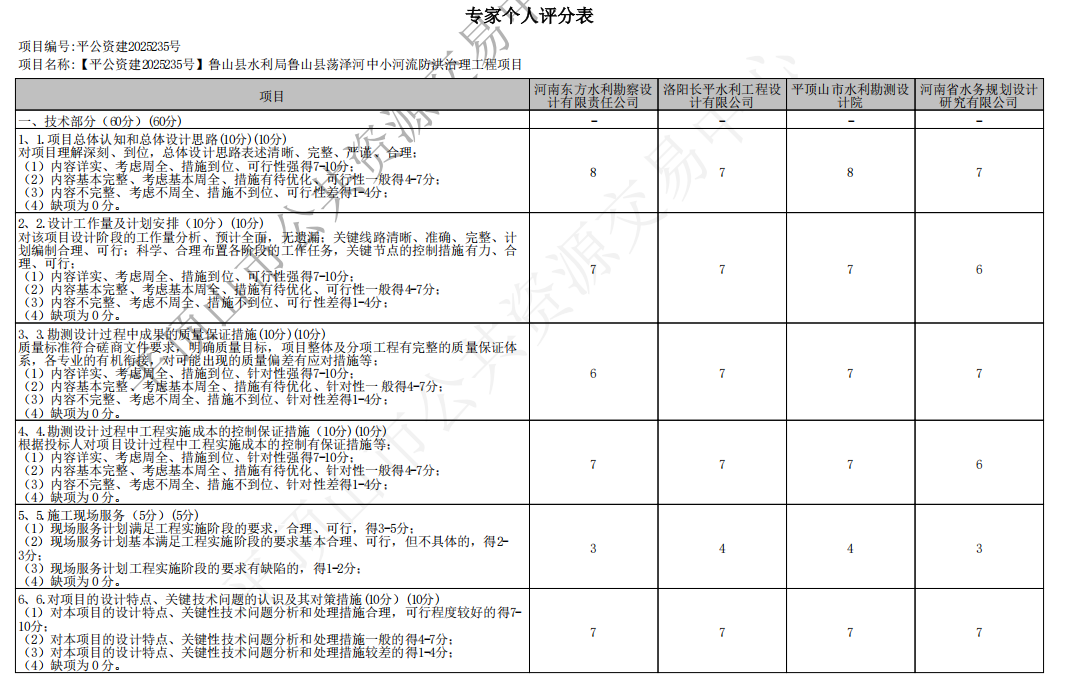 专家个人评分表
项目编号:平公资建2025235号
项目名称:【平公资建2025235号】鲁山县水利局鲁山县荡泽河中小河流防洪治理工程项目
项目
河南东方水利勘察设
计有限责任公司
洛阳长平水利工程设
计有限公司
平顶山市水利勘测设
计院
河南省水务规划设计
研究有限公司
一、技术部分（60分）(60分)
－
－
－
－
1、1.项目总体认知和总体设计思路(10分)(10分)
对项目理解深刻、到位，总体设计思路表述清晰、完整、严谨、合理；
（1）内容详实、考虑周全、措施到位、可行性强得7-10分；
（2）内容基本完整、考虑基本周全、措施有待优化、可行性一般得4-7分；
（3）内容不完整、考虑不周全、措施不到位、可行性差得1-4分；
（4）缺项为０分。
8
7
8
7
2、2.设计工作量及计划安排（10分）(10分)
对该项目设计阶段的工作量分析、预计全面，无遗漏；关键线路清晰、准确、完整、计
划编制合理、可行；科学、合理布置各阶段的工作任务，关键节点的控制措施有力、合
理、可行；
（1）内容详实、考虑周全、措施到位、可行性强得7-10分；
（2）内容基本完整、考虑基本周全、措施有待优化、可行性一般得4-7分；
（3）内容不完整、考虑不周全、措施不到位、可行性差得1-4分；
（4）缺项为０分。
7
7
7
6
3、3.勘测设计过程中成果的质量保证措施(10分)(10分)
质量标准符合磋商文件要求，明确质量目标，项目整体及分项工程有完整的质量保证体
系，各专业的有机衔接，对可能出现的质量偏差有应对措施等；
（1）内容详实、考虑周全、措施到位、针对性强得7-10分；
（2）内容基本完整、考虑基本周全、措施有待优化、针对性一般得4-7分；
（3）内容不完整、考虑不周全、措施不到位、针对性差得1-4分；
（4）缺项为０分。
6
7
7
7
4、4.勘测设计过程中工程实施成本的控制保证措施（10分)(10分)
根据投标人对项目设计过程中工程实施成本的控制有保证措施等；
（1）内容详实、考虑周全、措施到位、针对性强得7-10分；
（2）内容基本完整、考虑基本周全、措施有待优化、针对性一般得4-7分；
（3）内容不完整、考虑不周全、措施不到位、针对性差得1-4分；
（4）缺项为０分。
7
7
7
6
5、5.施工现场服务（5分）(5分)
（1）现场服务计划满足工程实施阶段的要求，合理、可行，得3-5分；
（2）现场服务计划基本满足工程实施阶段的要求基本合理、可行，但不具体的，得2-
3分；
（3）现场服务计划工程实施阶段的要求有缺陷的，得1-2分；
（4）缺项为０分。
3
4
4
3
6、6.对项目的设计特点、关键技术问题的认识及其对策措施(10分）(10分)
（1）对本项目的设计特点、关键性技术问题分析和处理措施合理，可行程度较好的得7-
10分；
（2）对本项目的设计特点、关键性技术问题分析和处理措施一般的得4-7分；
（3）对本项目的设计特点、关键性技术问题分析和处理措施较差的得1-4分；
（4）缺项为０分。
7
7
7
7
平顶山市公共资源交易中
平顶山市公共资源交易中心